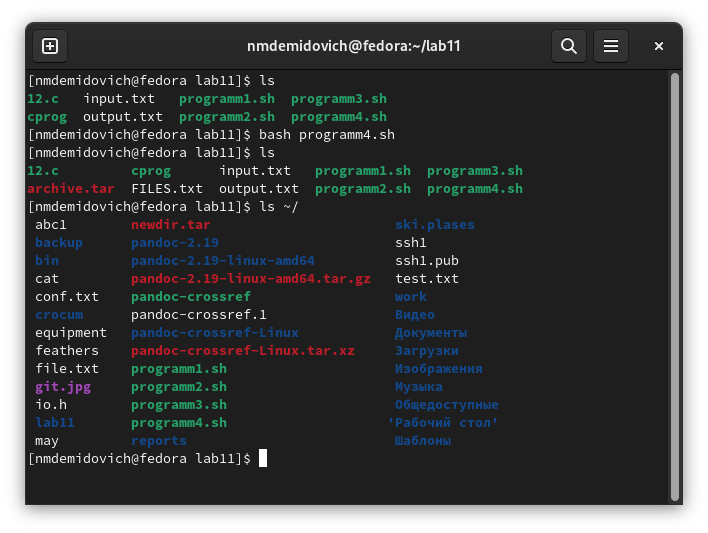 nmdemidovich@fedora:~/lab11
[nmdemidovich@fedora lab11]$ ls
12.c   input.txt   programm1.sh  programm3.sh
cprog  output.txt  programm2.sh  programm4.sh
[nmdemidovich@fedora lab11]$ bash programm4.sh
[nmdemidovich@fedora lab11]$ ls
12.c         cprog      input.txt   programm1.sh  programm3.sh
archive.tar  FILES.txt  output.txt  programm2.sh  programm4.sh
[nmdemidovich@fedora lab11]$ ls ~/
abc1        newdir.tar                       ski.plases
backup      pandoc-2.19                      ssh1
bin         pandoc-2.19-linux-amd64          ssh1.pub
cat         pandoc-2.19-linux-amd64.tar.gz   test.txt
conf.txt    pandoc-crossref                  work
crocum      pandoc-crossref.1                Видео
equipment   pandoc-crossref-Linux            Документы
feathers    pandoc-crossref-Linux.tar.xz     Загрузки
file.txt    programm1.sh                     Изображения
git.jpg     programm2.sh                     Музыка
io.h        programm3.sh                     Общедоступные
lab11       programm4.sh                    'Рабочий стол'
may         reports                          Шаблоны
[nmdemidovich@fedora lab11]$